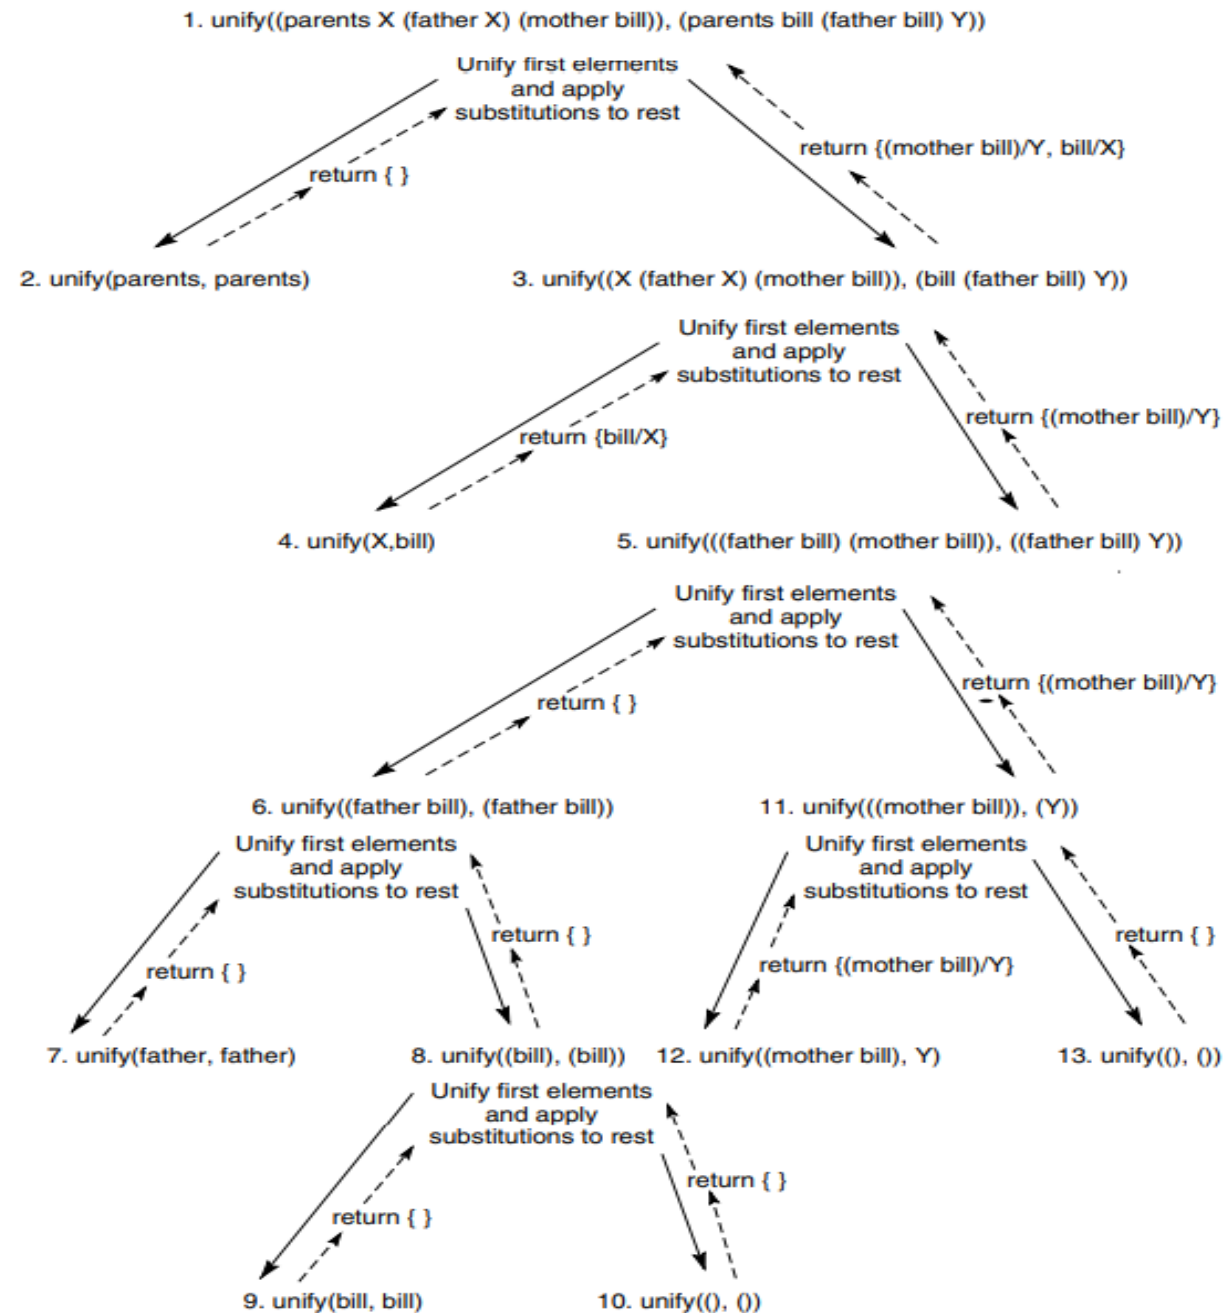 1. unify((parents X (father X) (mother bill)), (parents bill (father bill) Y))
Unify first elements
and apply
substitutions to rest
return {(mother bill)/Y, bill/X}
return { }
2. unify(parents, parents)
3. unify((X (father X) (mother bill)), (bill (father bill) Y))
Unify first elements
and apply
substitutions to rest
return {(mother bill)/Y}
return {bill/X}
4. unify(X,bill)
5. unify(((father bill) (mother bill)), ((father bill) Y))
Unify first elements
and apply
substitutions to rest
return {(mother bill)/Y}
return { }
6. unify((father bill), (father bill))
11. unify(((mother bill)), (Y))
Unify first elements
and apply
substitutions to rest
Unify first elements
and apply
substitutions to rest
return { }
return { }
return {(mother bill)/Y}
return { }
7. unify(father, father)
8. unify((bill), (bill))
12. unify((mother bill), Y)
13. unify((), ())
Unify first elements
and apply
substitutions to rest
return { }
return { }
9. unify(bill, bill)
10. unify((), ())